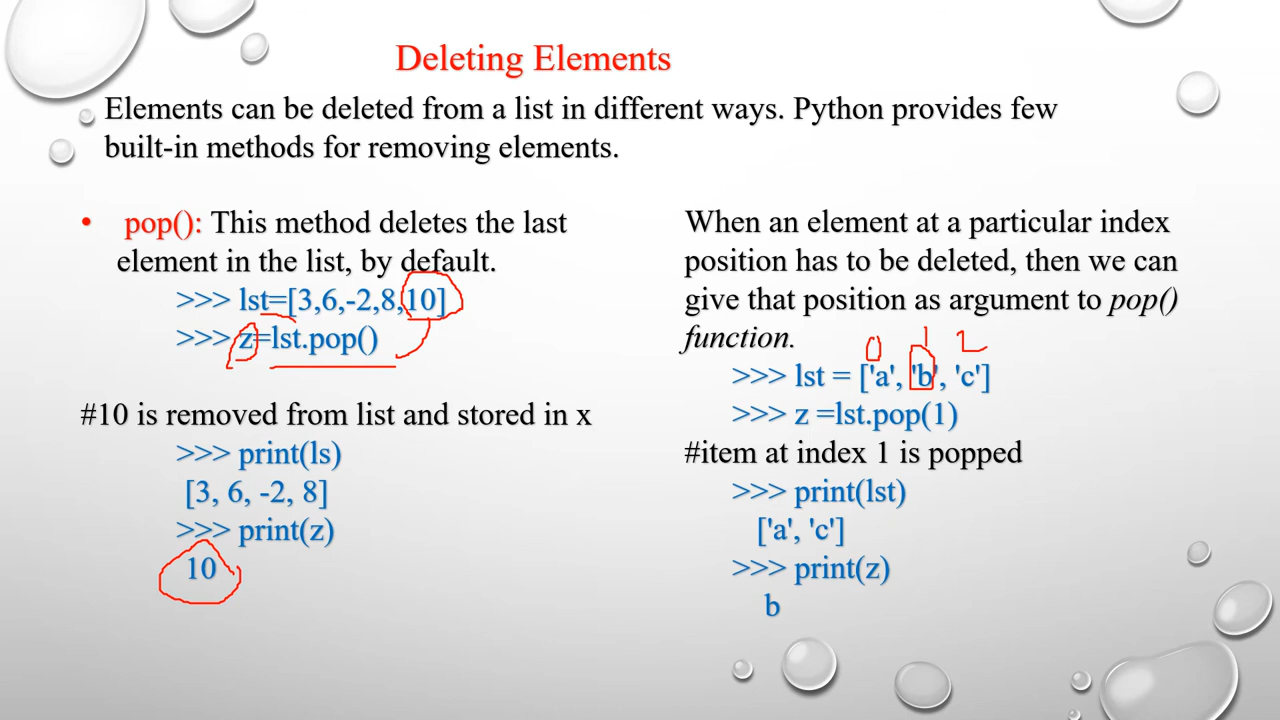 Deleting Elements
Elements can be deleted from a list in different ways. Python provides few
built-in methods for removing elements.
• pop(): This method deletes the last
element in the list, by default.
>>> lst=[3,6,-2,8,10]
>>> z=lst.pop()
#10 is removed from list and stored in x
>>> print(ls)
[3, 6, -2, 8]
>>> print(z)
10
When an element at a particular index
position has to be deleted, then we can
give that position as argument to pop()
function.
0 1 2
>>> lst = ['a', 'b', 'c']
>>> z =lst.pop(1)
#item at index 1 is popped
>>> print(lst)
['a', 'c']
>>> print(z)
b